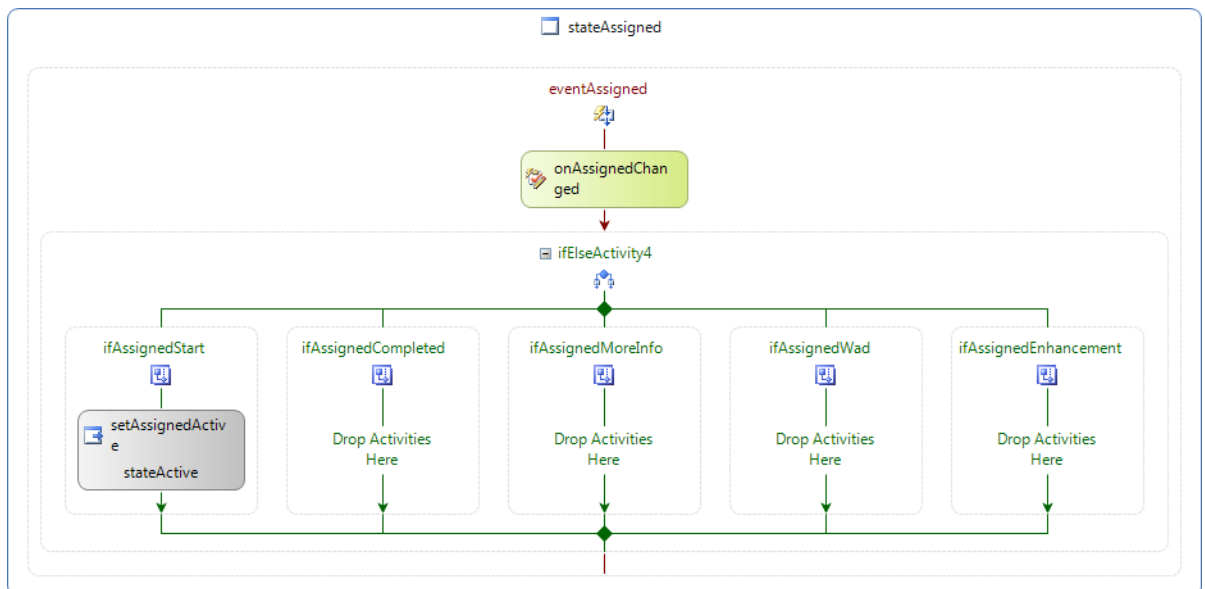 stateAssigned
eventAssigned
onAssignedChan
ged
ifElseActivity4
ifAssignedStart
ifAssignedCompleted
ifAssignedMoreInfo
ifAssignedWad
ifAssignedEnhancement
setAssignedActiv
e
stateActive
Drop Activities
Here
Drop Activities
Here
Drop Activities
Here
Drop Activities
Here